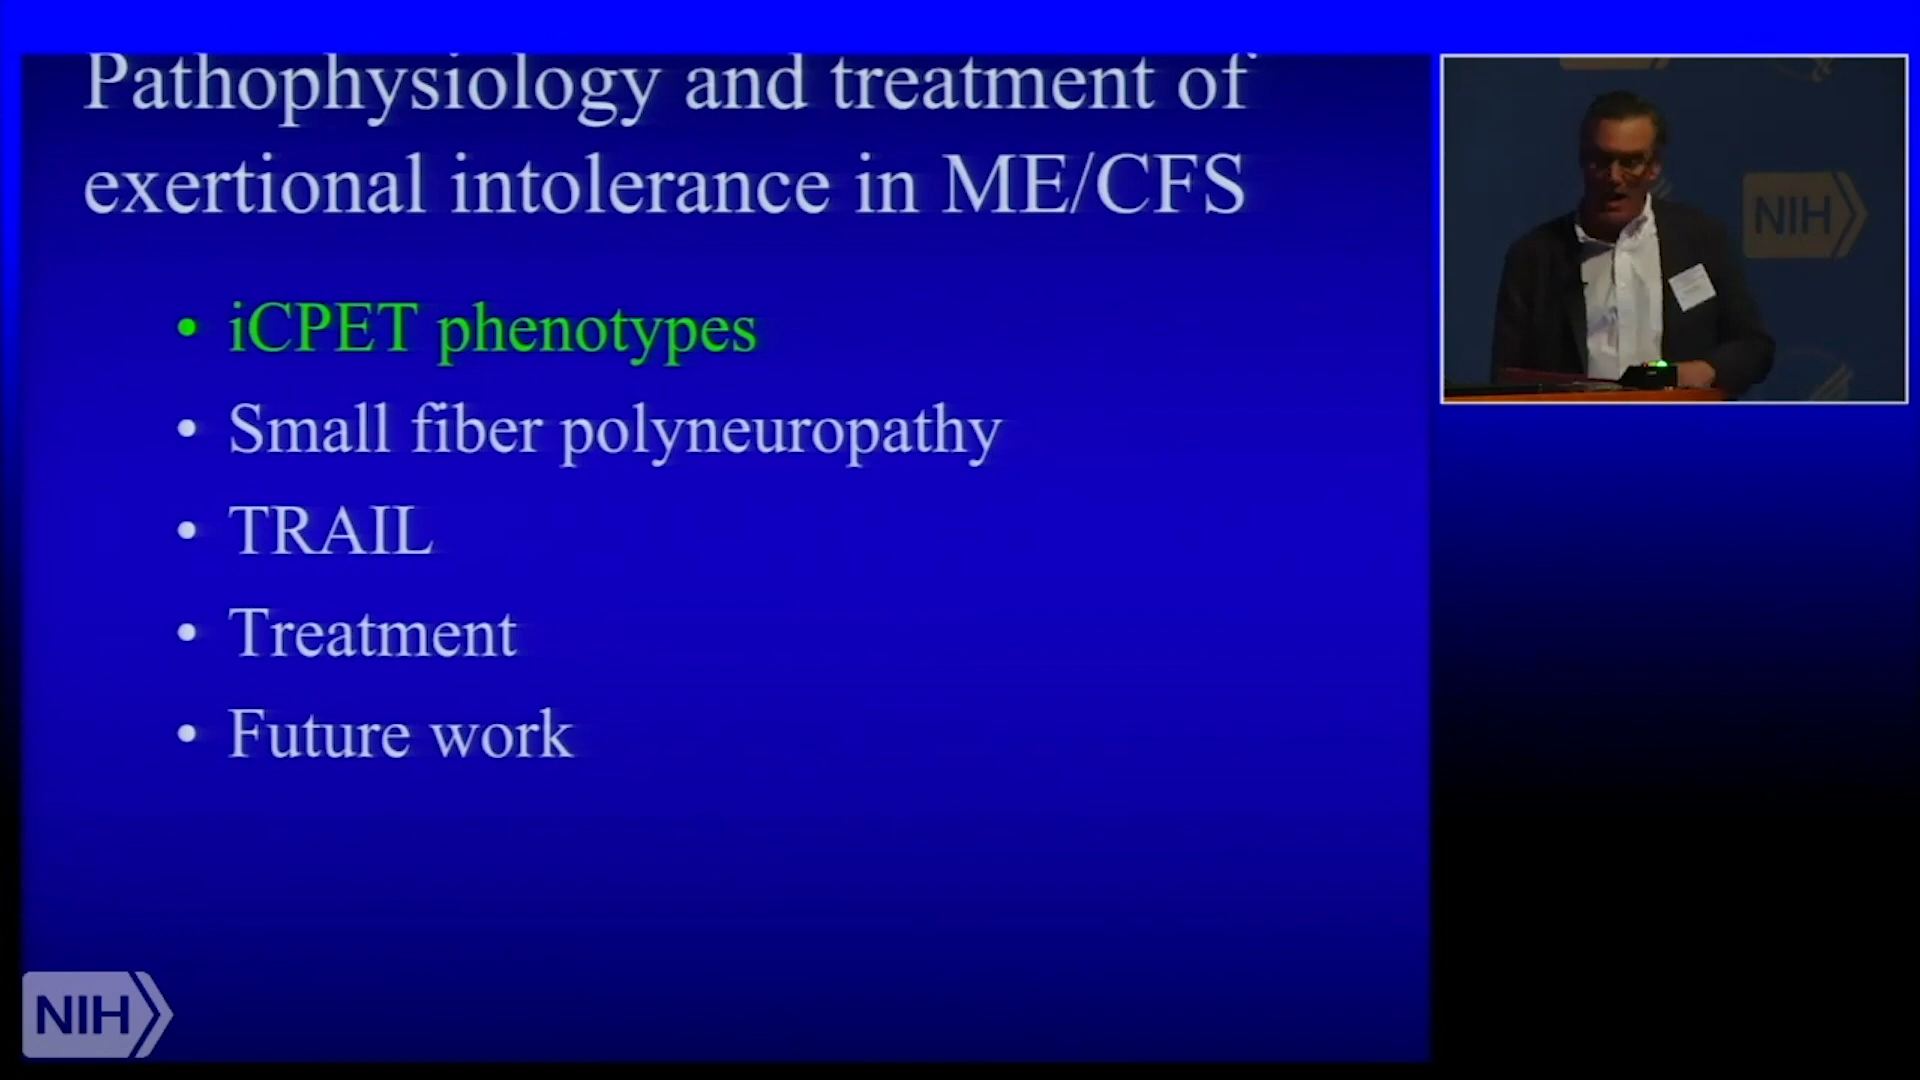 Pathophysiology and treatment of
exertional intolerance in ME/CFS
• iCPET phenotypes
• Small fiber polyneuropathy
• TRAIL
• Treatment
• Future work
NIH
NIH